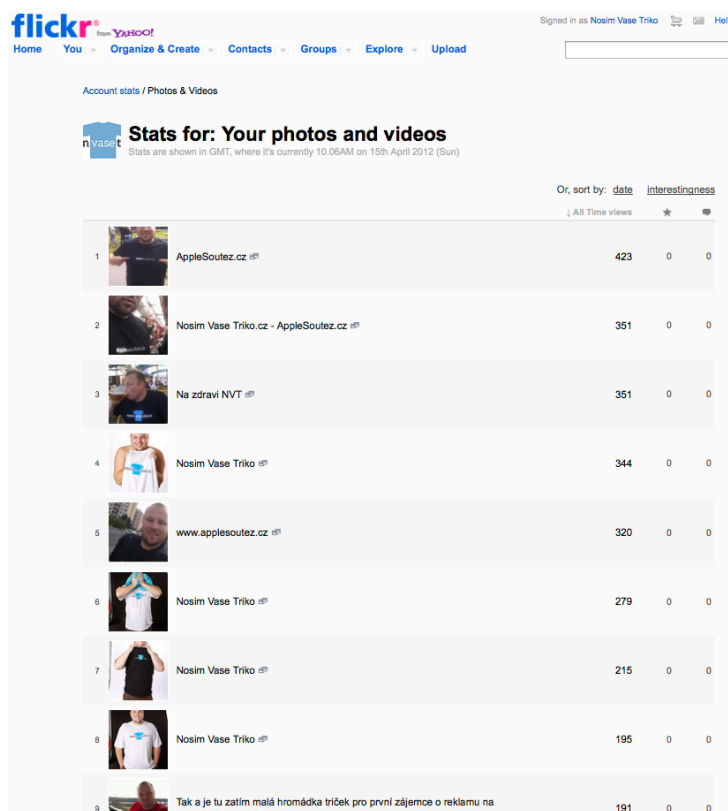 flickr from YAHOO!
Signed in as Nosim Vase Triko Hel
Home You Organize & Create Contacts Groups Explore Upload
Account stats / Photos & Videos
n vase t
Stats for: Your photos and videos
Stats are shown in GMT, where it's currently 10.06AM on 15th April 2012 (Sun)
Or, sort by: date interestingness
↓ All Time views
1 AppleSoutez.cz 423 0 0
2 Nosim Vase Triko.cz - AppleSoutez.cz 351 0 0
3 Na zdravi NVT 351 0 0
4 Nosim Vase Triko 344 0 0
5 www.applesoutez.cz 320 0 0
6 Nosim Vase Triko 279 0 0
7 Nosim Vase Triko 215 0 0
8 Nosim Vase Triko 195 0 0
9 Tak a je tu zatím malá hromádka triček pro první zájemce o reklamu na 191 0 0